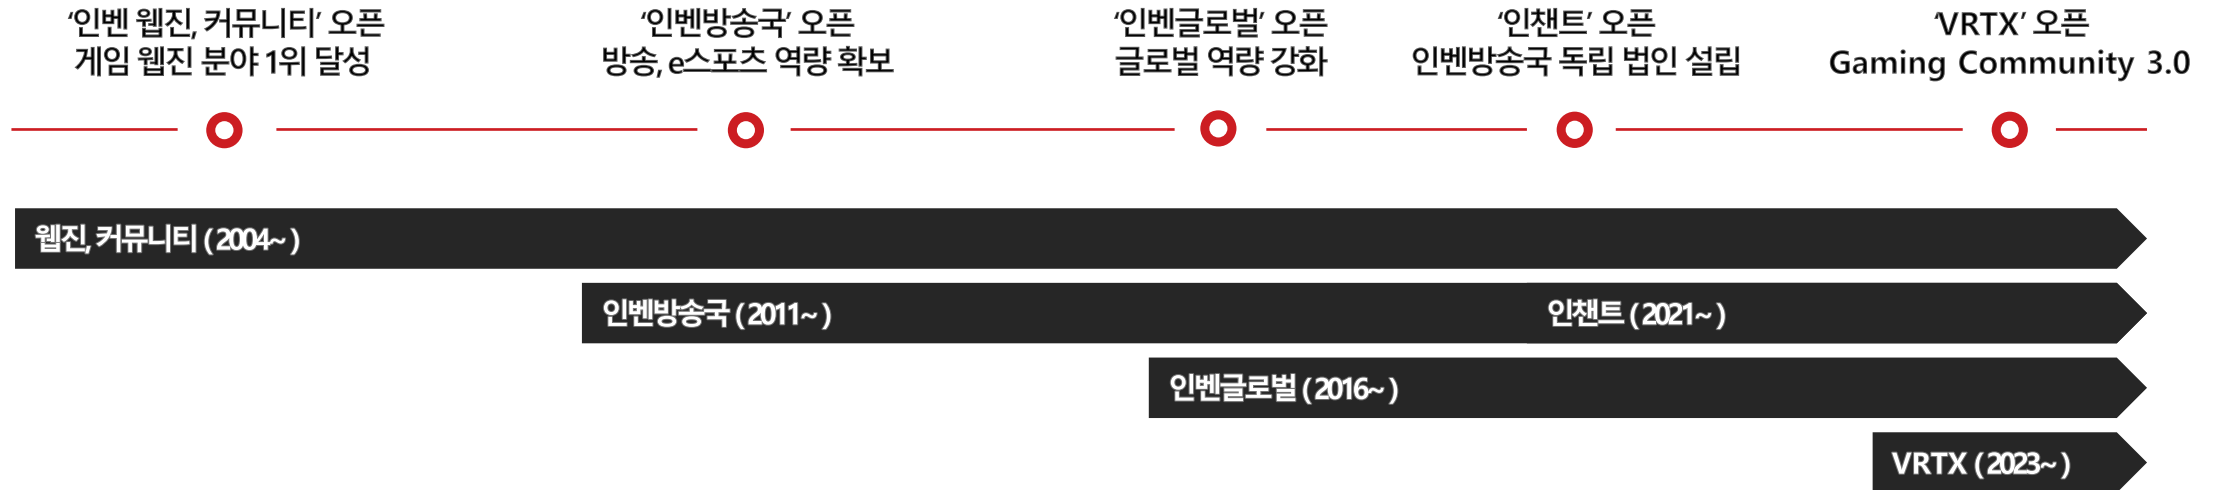 ‘인벤 웹진, 커뮤니티’ 오픈
게임 웹진 분야 1위 달성
‘인벤방송국’ 오픈
방송, e스포츠 역량 확보
‘인벤글로벌’ 오픈
글로벌 역량 강화
‘인챈트’ 오픈
인벤방송국 독립 법인 설립
‘VRTX’ 오픈
Gaming Community 3.0
웹진, 커뮤니티 ( 2004~ )
인벤방송국 ( 2011~ )
인챈트 ( 2021~ )
인벤글로벌 ( 2016~ )
VRTX ( 2023~ )